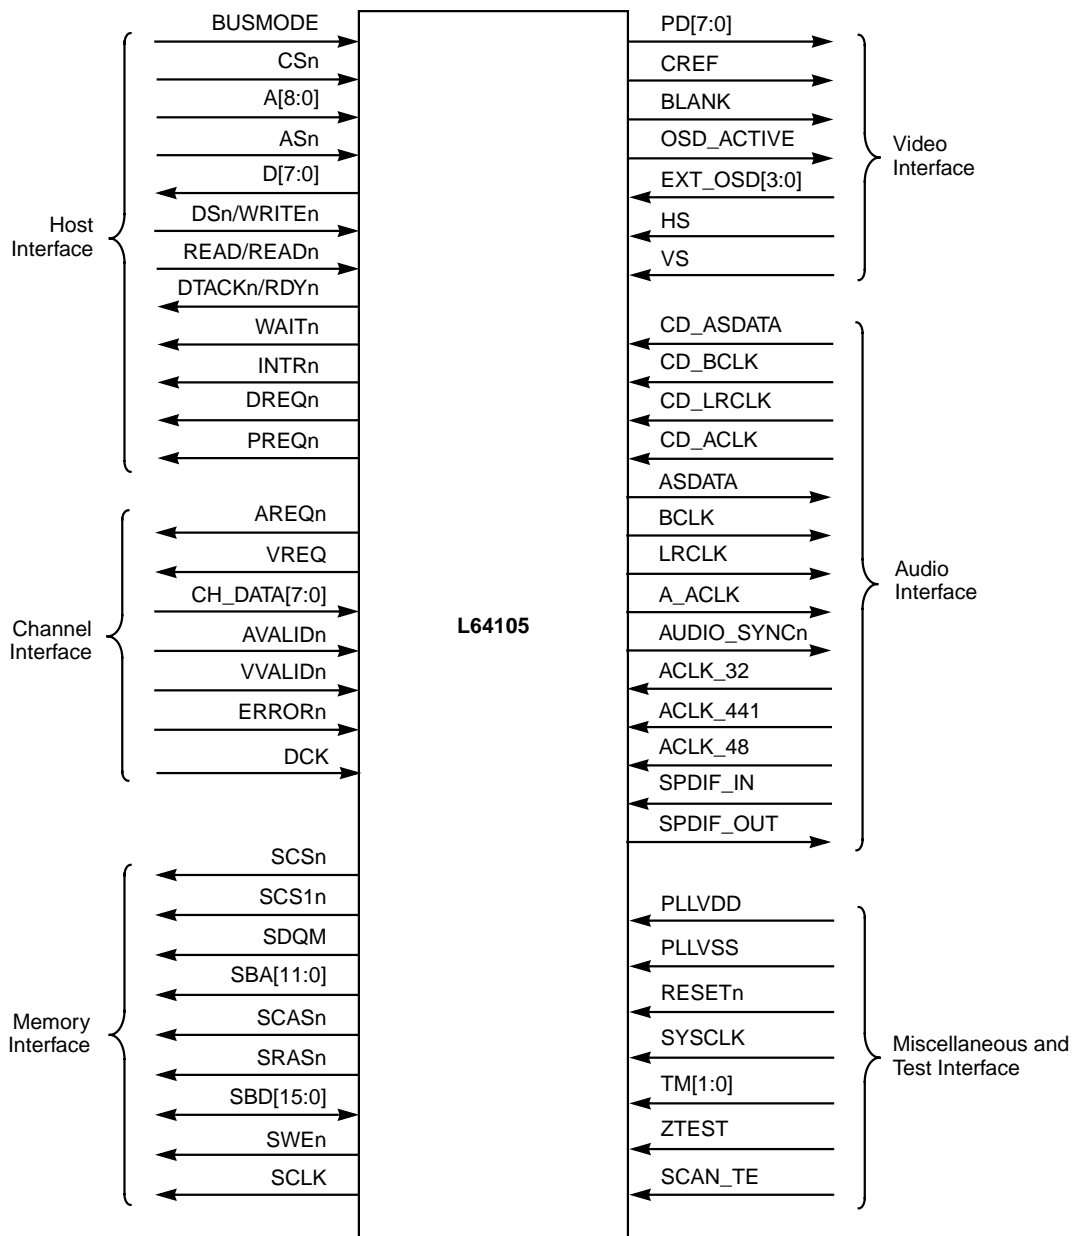 BUSMODE
CSn
A[8:0]
ASn
D[7:0]
DSn/WRITEn
READ/READn
DTACKn/RDYn
WAITn
INTRn
DREQn
PREQn
Host
Interface
AREQn
VREQ
CH_DATA[7:0]
AVALIDn
VVALIDn
ERRORn
DCK
Channel
Interface
SCSn
SCS1n
SDQM
SBA[11:0]
SCASn
SRASn
SBD[15:0]
SWEn
SCLK
Memory
Interface
L64105
PD[7:0]
CREF
BLANK
OSD_ACTIVE
EXT_OSD[3:0]
HS
VS
Video
Interface
CD_ASDATA
CD_BCLK
CD_LRCLK
CD_ACLK
ASDATA
BCLK
LRCLK
A_ACLK
AUDIO_SYNCn
ACLK_32
ACLK_441
ACLK_48
SPDIF_IN
SPDIF_OUT
Audio
Interface
PLLVDD
PLLVSS
RESETn
SYSCLK
TM[1:0]
ZTEST
SCAN_TE
Miscellaneous and
Test Interface